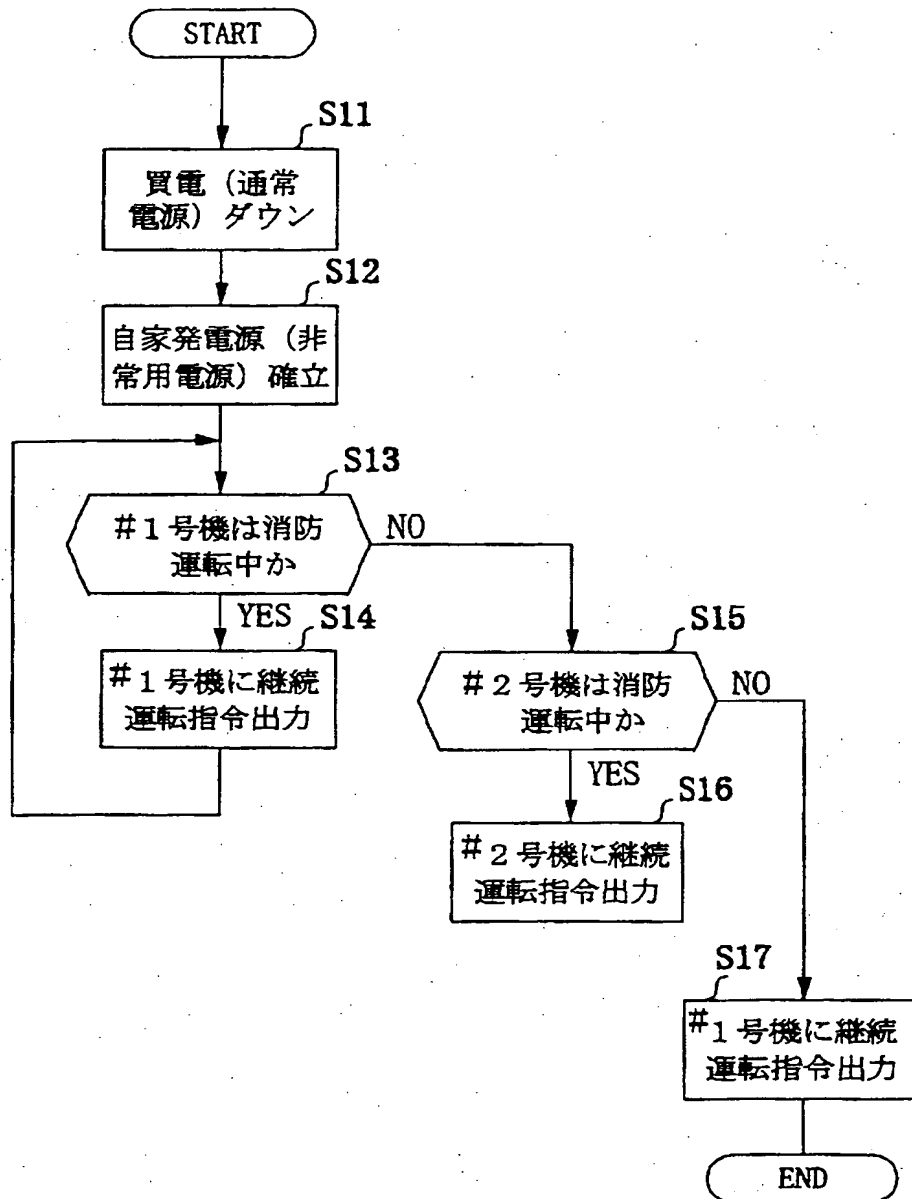 START
S11
買電（通常
電源）ダウン
S12
自家発電源（非
常用電源）確立
S13
#1号機は消防
運転中か
NO
YES
S14
#1号機に継続
運転指令出力
S15
#2号機は消防
運転中か
NO
YES
S16
#2号機に継続
運転指令出力
S17
#1号機に継続
運転指令出力
END